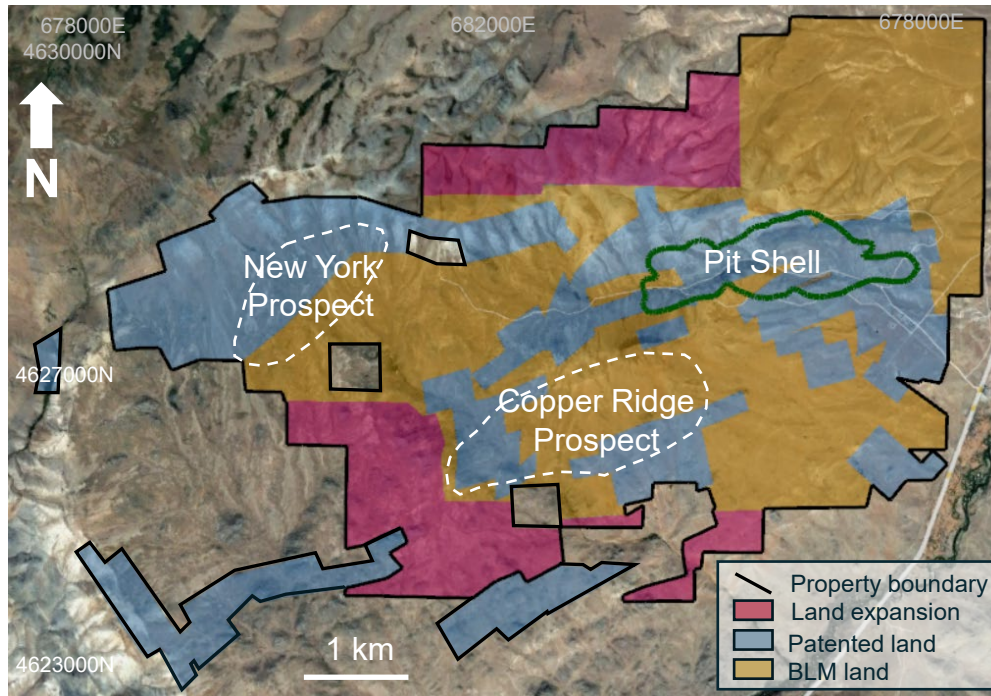 678000E
4630000N
682000E
678000E
N
New York
Prospect
Pit Shell
4627000N
Copper Ridge
Prospect
4623000N
1 km
Property boundary
Land expansion
Patented land
BLM land